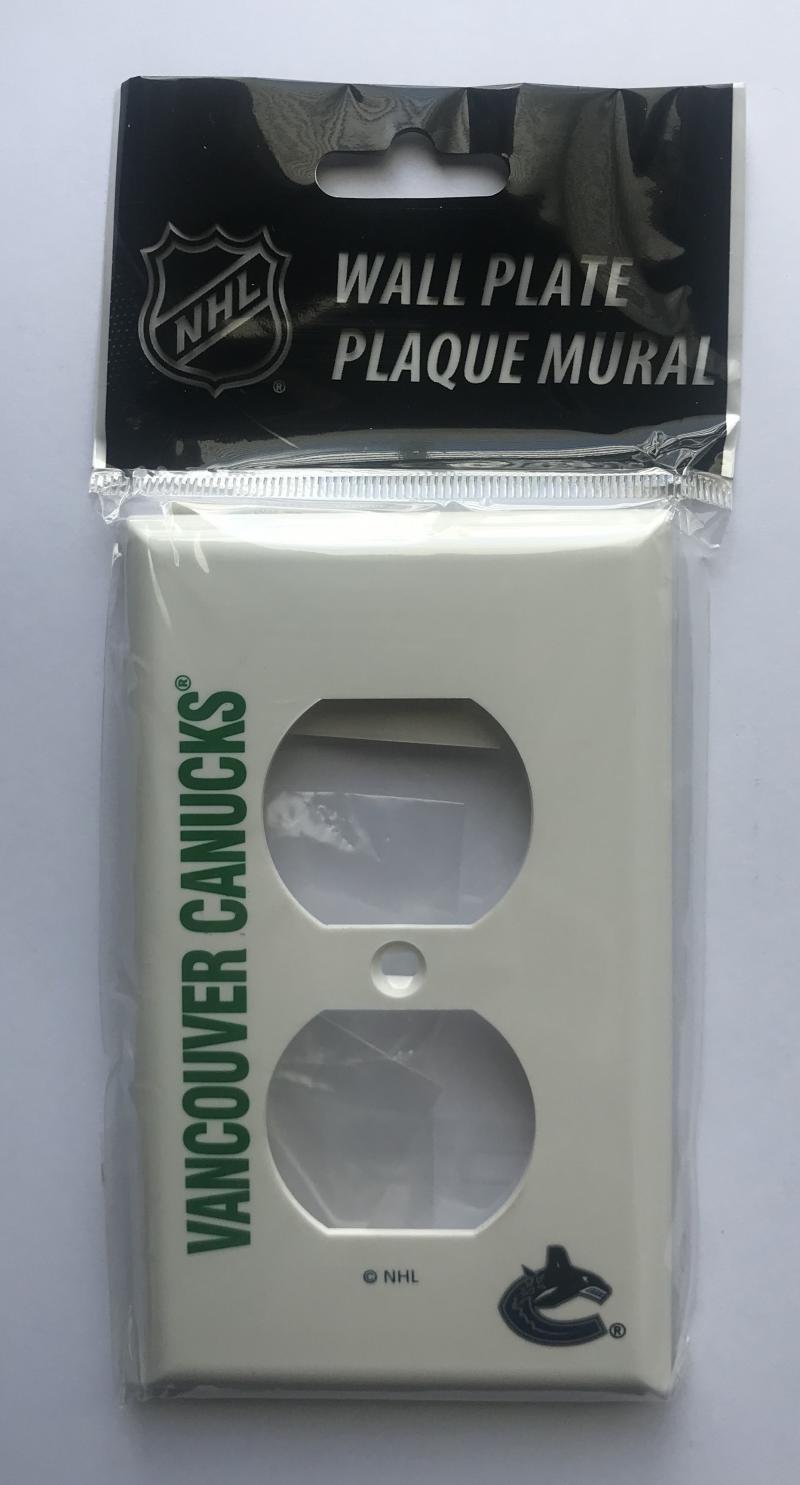 NHL
®
WALL PLATE
PLAQUE MURAL
VANCOUVER CANUCKS®
© NHL
®